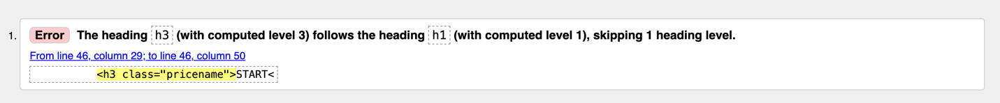 1. Error The heading h3 (with computed level 3) follows the heading h1 (with computed level 1), skipping 1 heading level.
From line 46, column 29; to line 46, column 50
<h3 class="pricename">START<